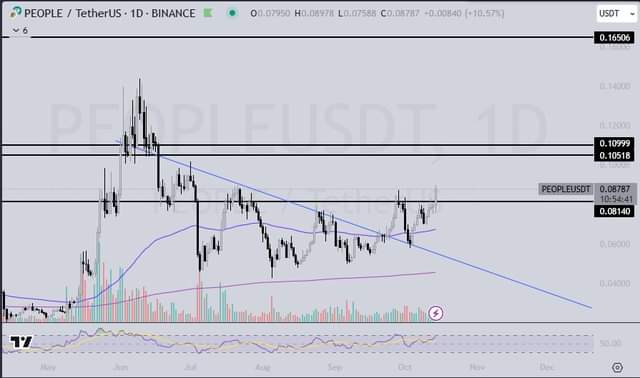 PEOPLE / TetherUS · 1D · BINANCE O0.07950 H0.08978 L0.07588 C0.08787 +0.00840 (+10.57%) USDT
6
0.16506
0.14000
PEOPLEUSDT, 1D
0.12000
0.10999
0.10518
PEOPLEUSDT 0.08787
10:54:41
PEOPLE / TetherUS
0.08140
0.06000
0.04000
50.00
May Jun Jul Aug Sep Oct Nov Dec